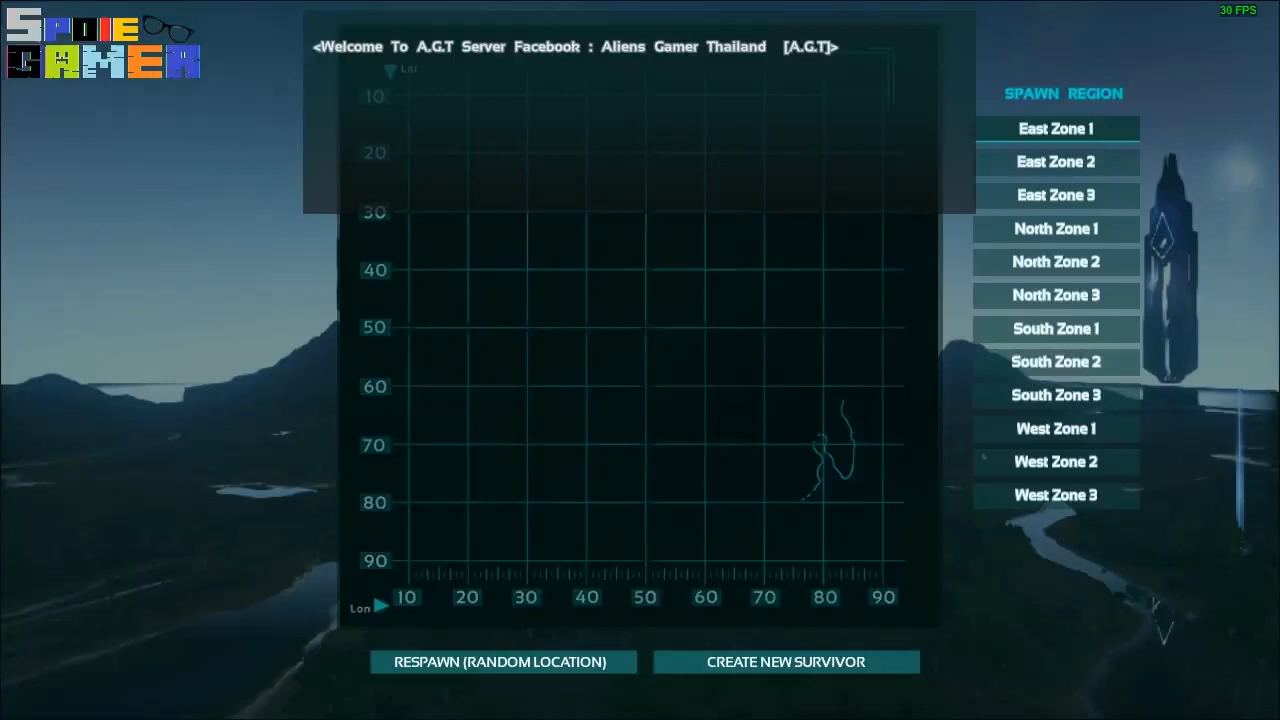 SPOIE
GAMER
30 FPS
<Welcome To A.G.T Server Facebook : Aliens Gamer Thailand [A.G.T]>
Lat
10
20
30
40
50
60
70
80
90
Lon
10 20 30 40 50 60 70 80 90
SPAWN REGION
East Zone 1
East Zone 2
East Zone 3
North Zone 1
North Zone 2
North Zone 3
South Zone 1
South Zone 2
South Zone 3
West Zone 1
West Zone 2
West Zone 3
RESPAWN (RANDOM LOCATION)
CREATE NEW SURVIVOR